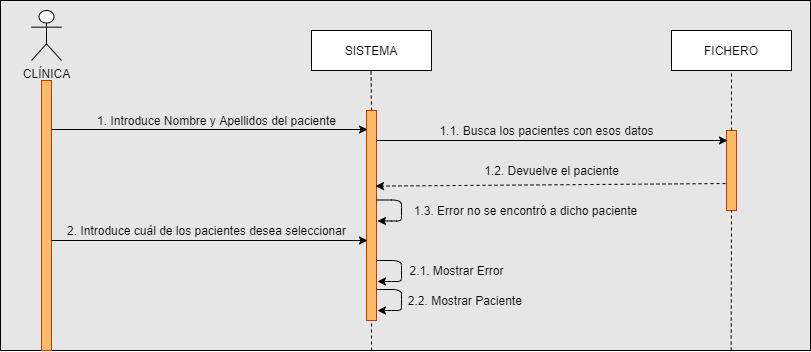 SISTEMA
FICHERO
CLÍNICA
1. Introduce Nombre y Apellidos del paciente
1.1. Busca los pacientes con esos datos
1.2. Devuelve el paciente
1.3. Error no se encontró a dicho paciente
2. Introduce cuál de los pacientes desea seleccionar
2.1. Mostrar Error
2.2. Mostrar Paciente